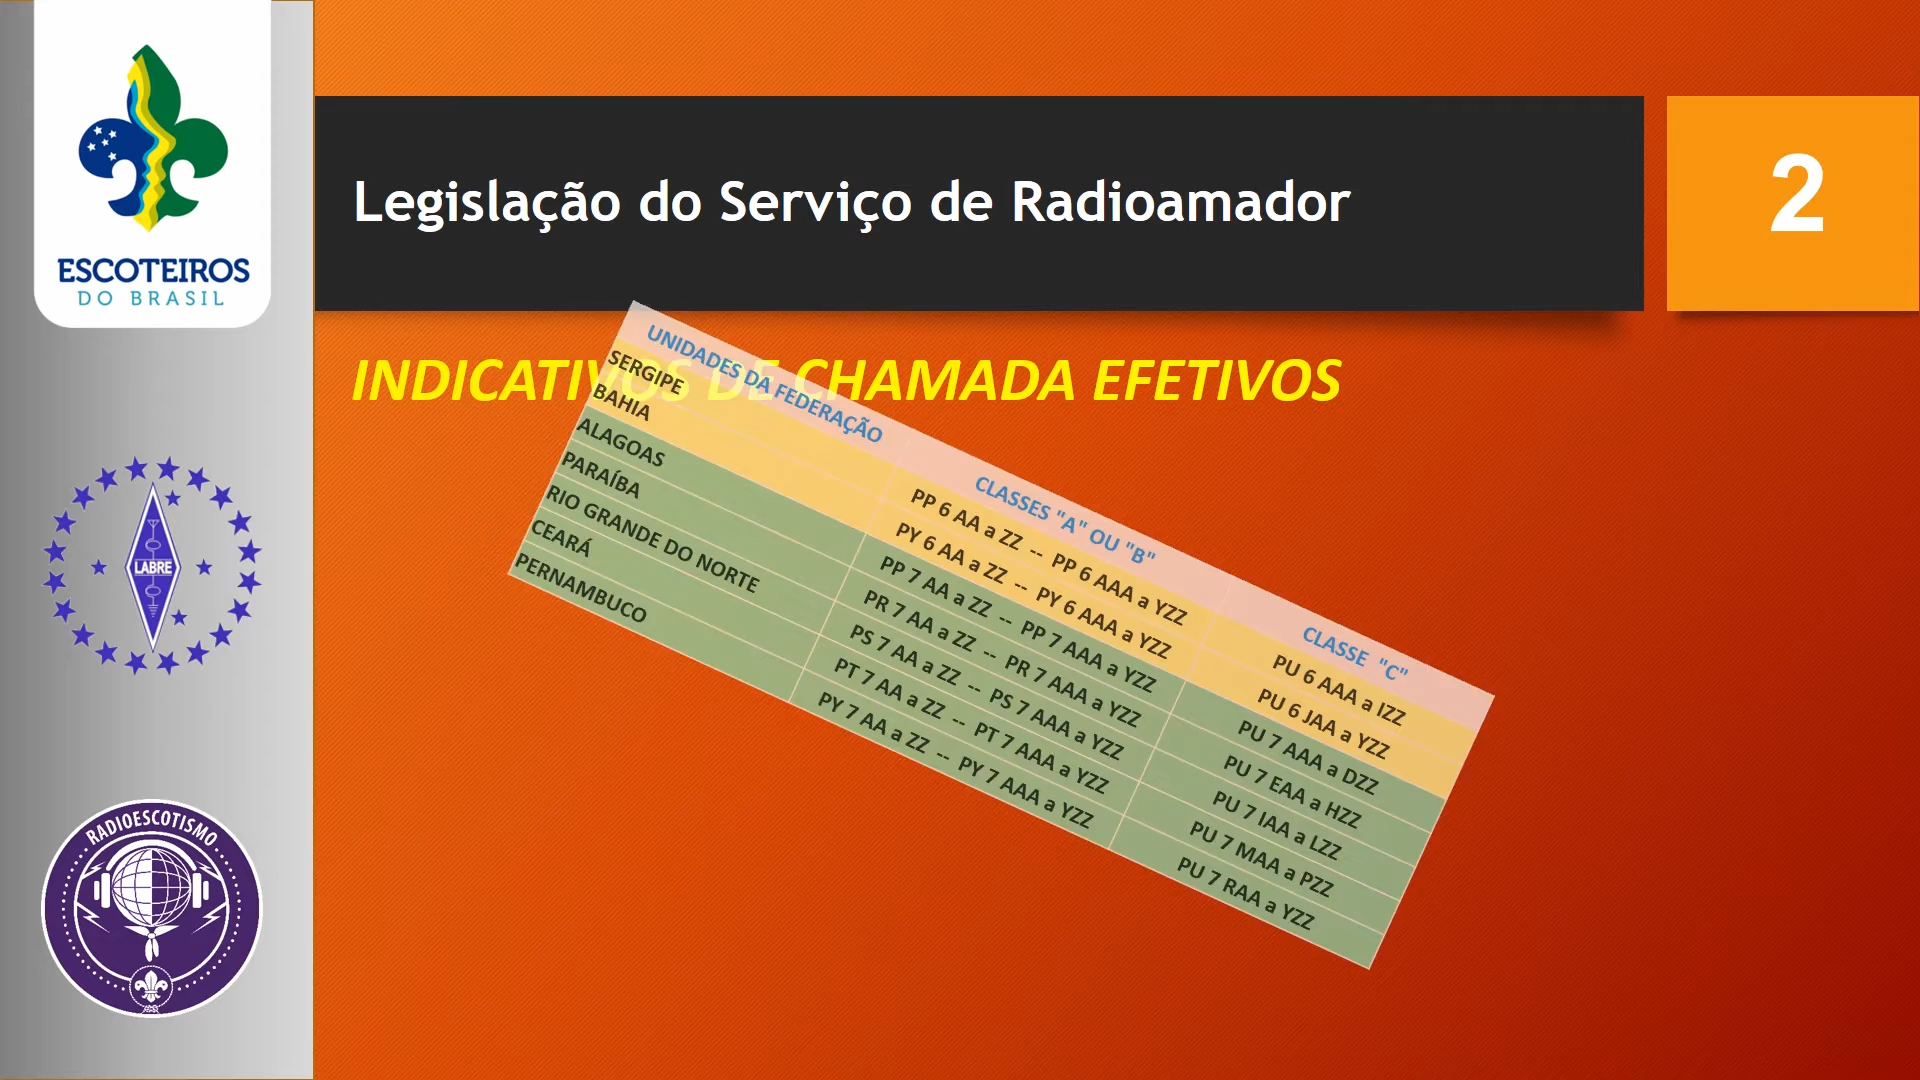 ESCOTEIROS
DO BRASIL
LABRE
RADIOESCOTISMO
Legislação do Serviço de Radioamador
2
INDICATIVOS DE CHAMADA EFETIVOS
UNIDADES DA FEDERAÇÃO CLASSES "A" OU "B" CLASSE "C"
SERGIPE PP 6 AA a ZZ -- PP 6 AAA a YZZ PU 6 AAA a IZZ
BAHIA PY 6 AA a ZZ -- PY 6 AAA a YZZ PU 6 JAA a YZZ
ALAGOAS PP 7 AA a ZZ -- PP 7 AAA a YZZ PU 7 AAA a DZZ
PARAÍBA PR 7 AA a ZZ -- PR 7 AAA a YZZ PU 7 EAA a HZZ
RIO GRANDE DO NORTE PS 7 AA a ZZ -- PS 7 AAA a YZZ PU 7 IAA a LZZ
CEARÁ PT 7 AA a ZZ -- PT 7 AAA a YZZ PU 7 MAA a PZZ
PERNAMBUCO PY 7 AA a ZZ -- PY 7 AAA a YZZ PU 7 RAA a YZZ